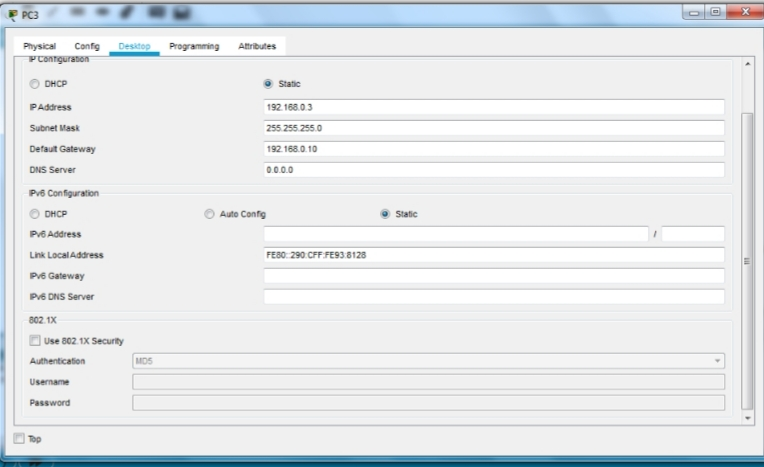 PC3
Physical Config Desktop Programming Attributes
IP Configuration
DHCP Static
IP Address 192.168.0.3
Subnet Mask 255.255.255.0
Default Gateway 192.168.0.10
DNS Server 0.0.0.0
IPv6 Configuration
DHCP Auto Config Static
IPv6 Address /
Link Local Address FE80::290:CFF:FE93:8128
IPv6 Gateway
IPv6 DNS Server
802.1X
Use 802.1X Security
Authentication MD5
Username
Password
Top